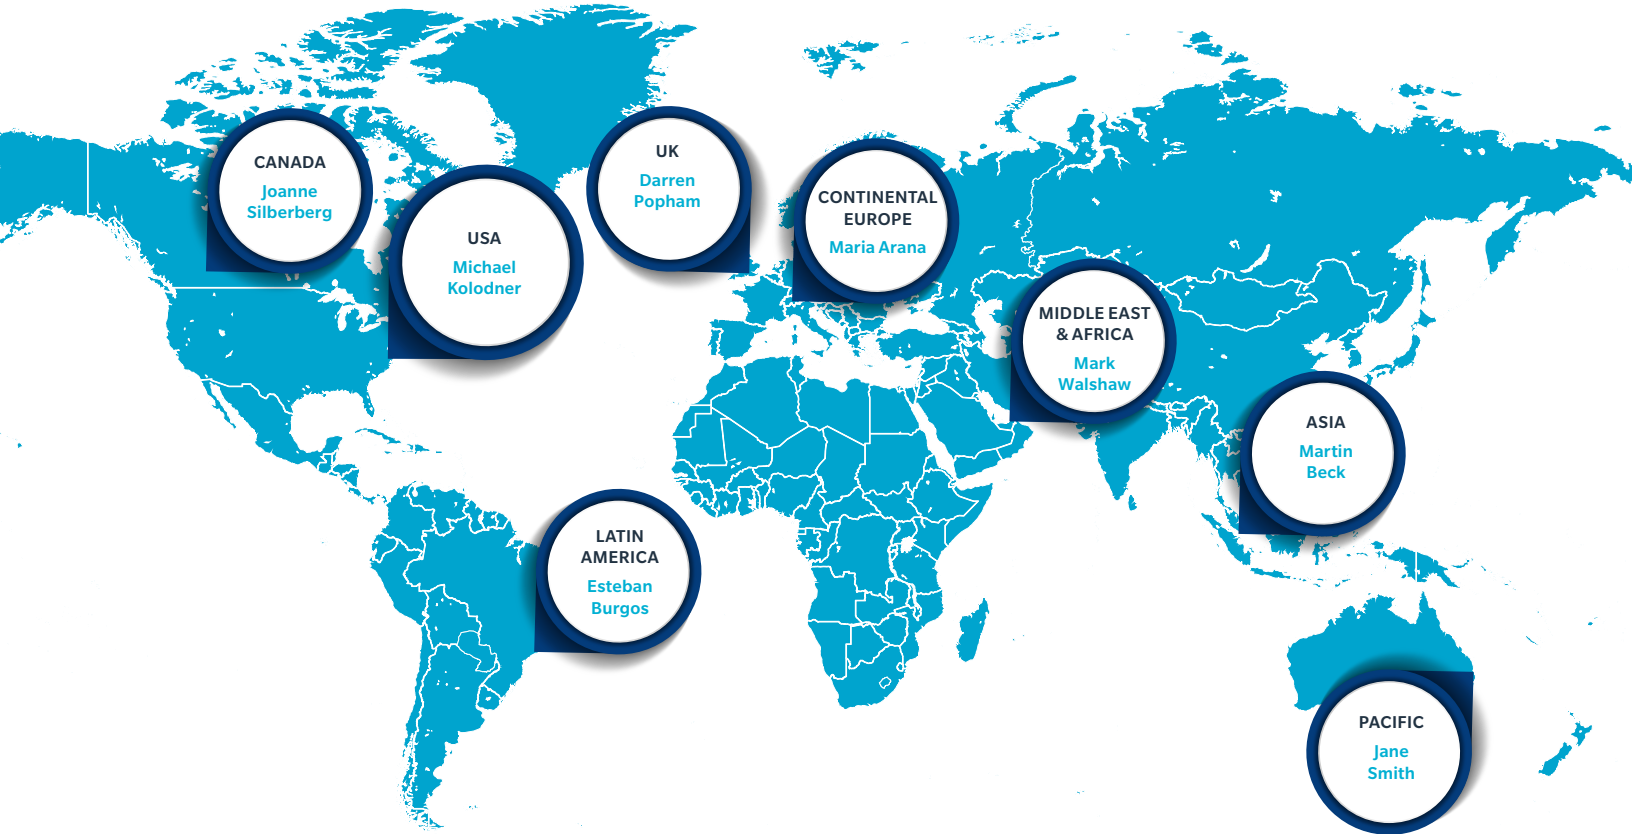 CANADA
Joanne
Silberberg
USA
Michael
Kolodner
UK
Darren
Popham
CONTINENTAL
EUROPE
Maria Arana
MIDDLE EAST
& AFRICA
Mark
Walshaw
ASIA
Martin
Beck
LATIN
AMERICA
Esteban
Burgos
PACIFIC
Jane
Smith